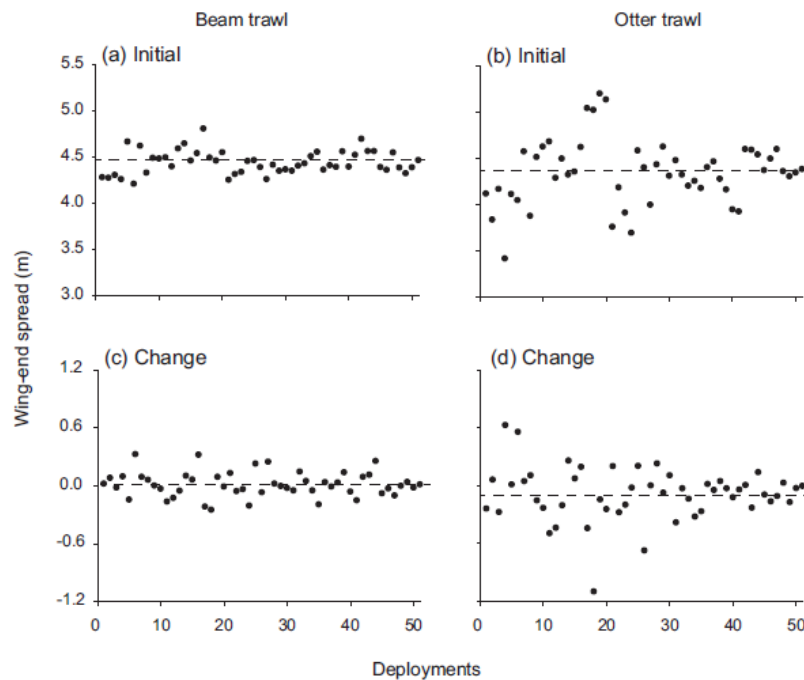 Beam trawl
Otter trawl
(a) Initial
(b) Initial
5.5
5.0
4.5
4.0
3.5
3.0
Wing-end spread (m)
(c) Change
(d) Change
1.2
0.6
0.0
-0.6
-1.2
0 10 20 30 40 50
0 10 20 30 40 50
Deployments